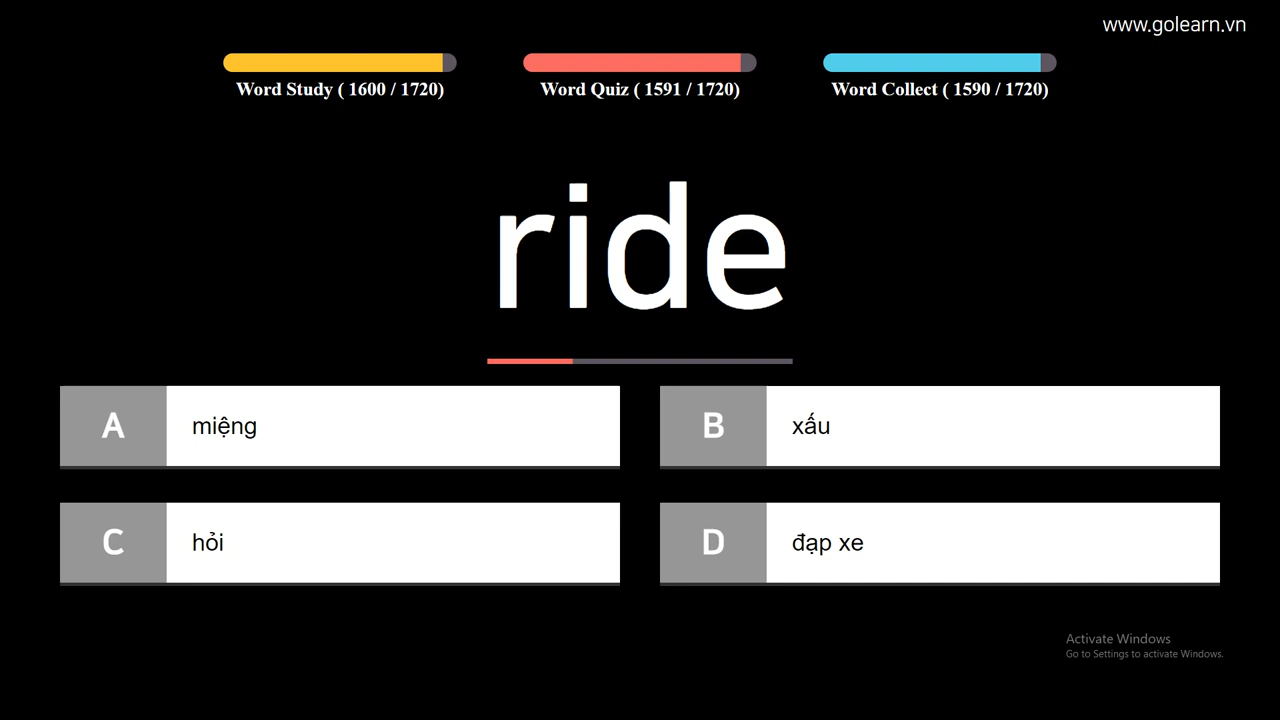 www.golearn.vn
Word Study ( 1600 / 1720)
Word Quiz ( 1591 / 1720)
Word Collect ( 1590 / 1720)
ride
A miệng
B xấu
C hỏi
D đạp xe
Activate Windows
Go to Settings to activate Windows.